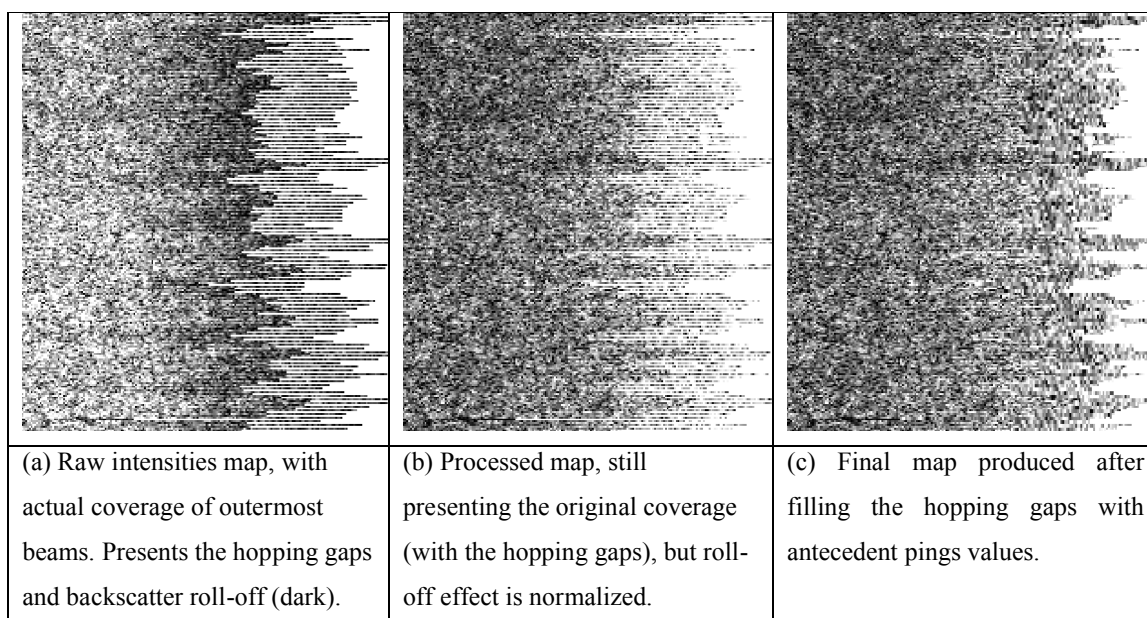 (a) Raw intensities map, with
actual coverage of outermost
beams. Presents the hopping gaps
and backscatter roll-off (dark).
(b) Processed map, still
presenting the original coverage
(with the hopping gaps), but roll-
off effect is normalized.
(c) Final map produced after
filling the hopping gaps with
antecedent pings values.